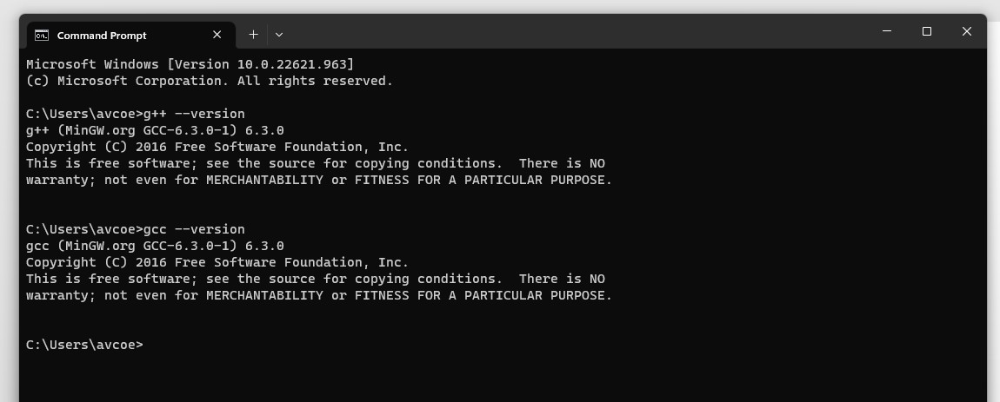 Command Prompt
Microsoft Windows [Version 10.0.22621.963]
(c) Microsoft Corporation. All rights reserved.
C:\Users\avcoe>g++ --version
g++ (MinGW.org GCC-6.3.0-1) 6.3.0
Copyright (C) 2016 Free Software Foundation, Inc.
This is free software; see the source for copying conditions.  There is NO
warranty; not even for MERCHANTABILITY or FITNESS FOR A PARTICULAR PURPOSE.
C:\Users\avcoe>gcc --version
gcc (MinGW.org GCC-6.3.0-1) 6.3.0
Copyright (C) 2016 Free Software Foundation, Inc.
This is free software; see the source for copying conditions.  There is NO
warranty; not even for MERCHANTABILITY or FITNESS FOR A PARTICULAR PURPOSE.
C:\Users\avcoe>